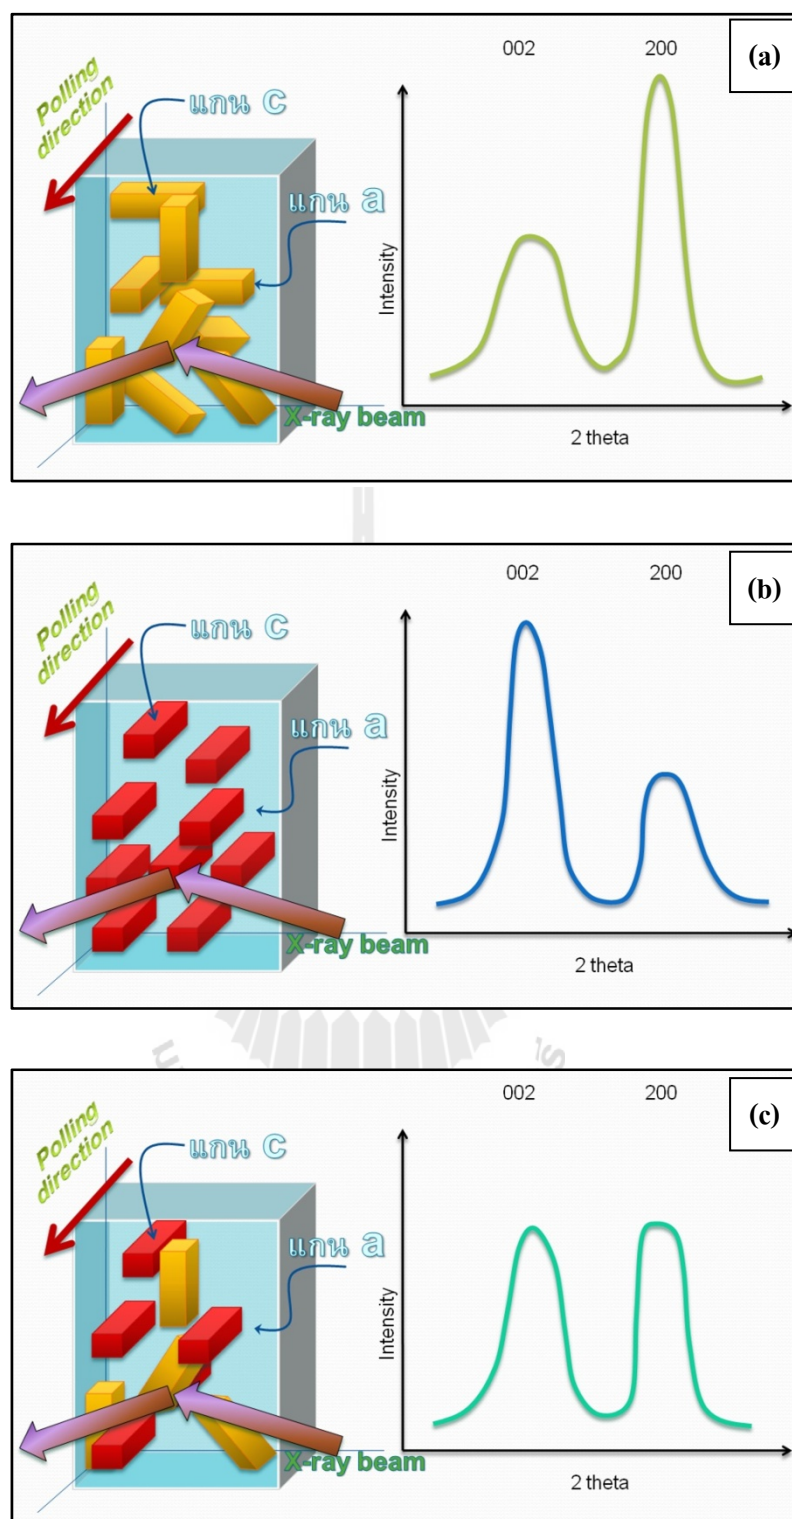 002 200 (a)
Polling
direction
แกน c
แกน a
Intensity
X-ray beam
2 theta
002 200 (b)
Polling
direction
แกน c
แกน a
Intensity
X-ray beam
2 theta
002 200 (c)
Polling
direction
แกน c
แกน a
Intensity
X-ray beam
2 theta